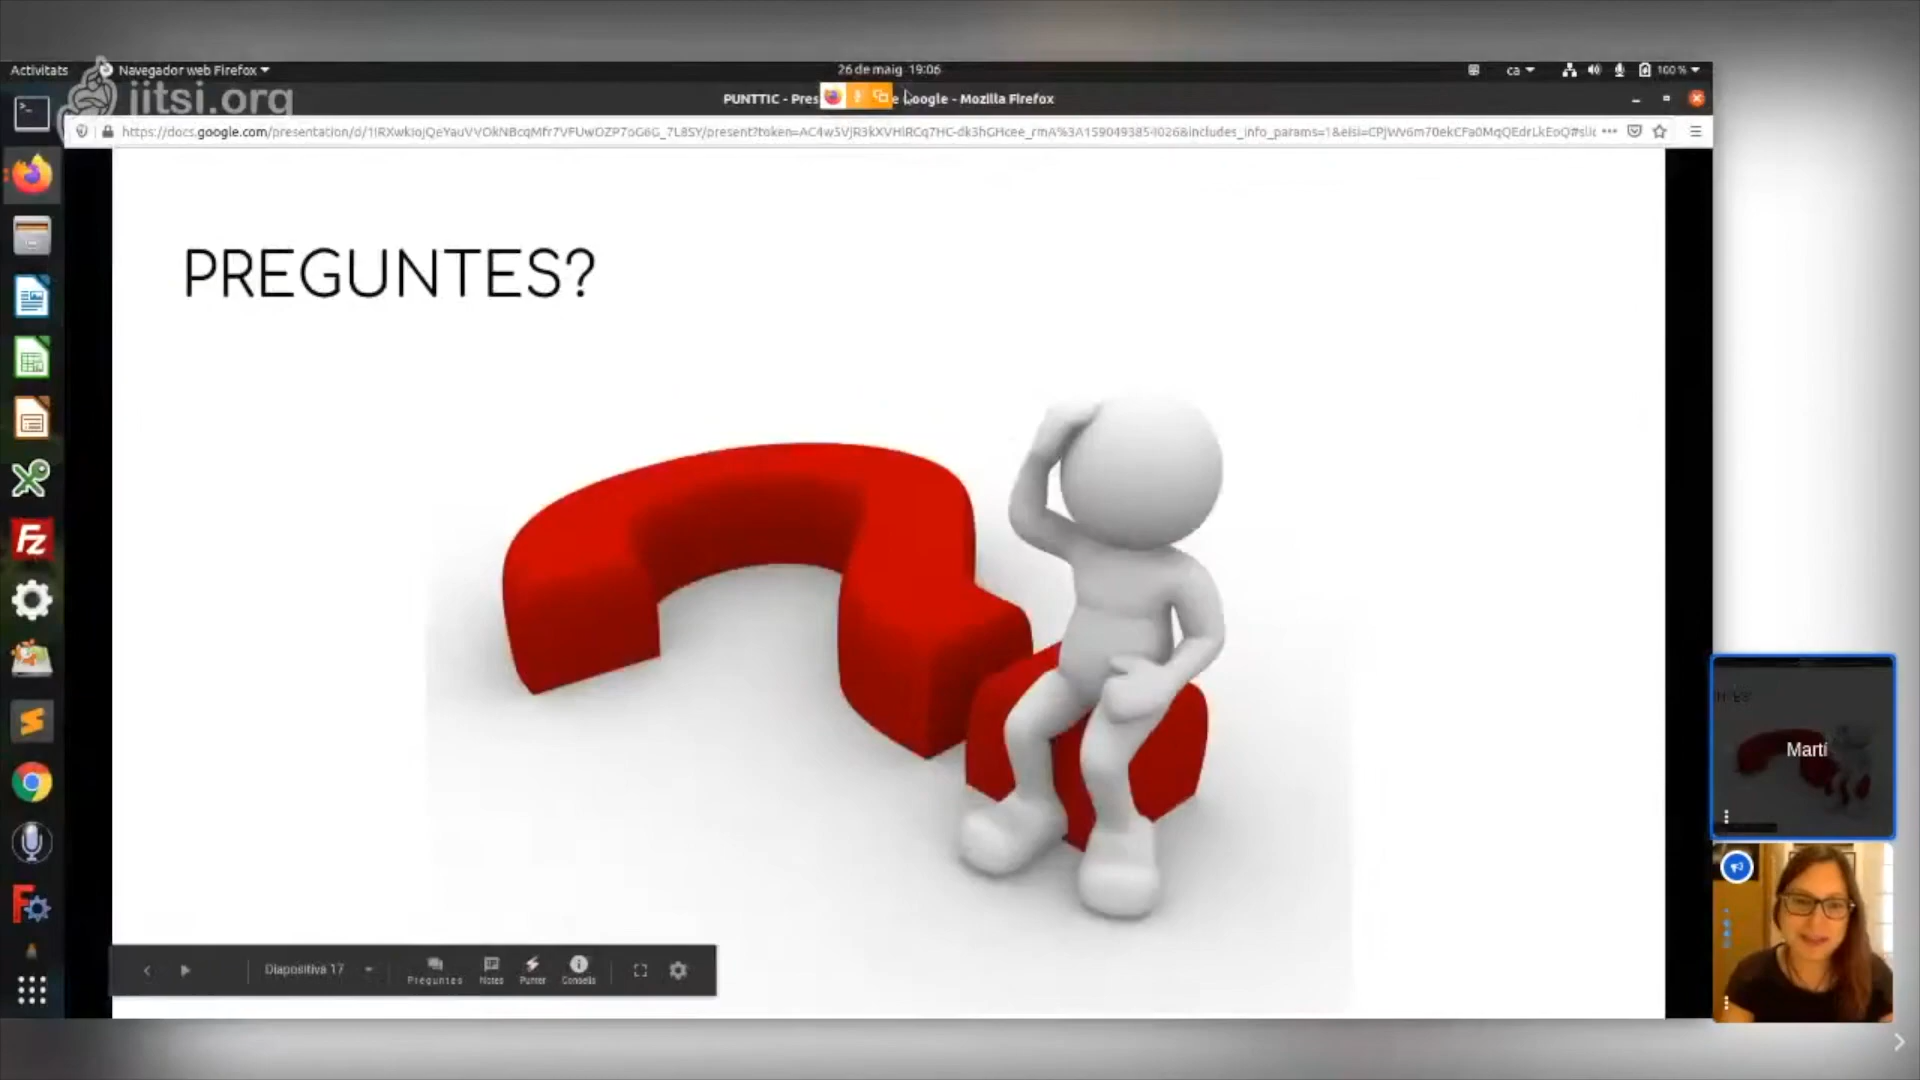 Activitats
Navegador web Firefox
26 de maig 19:06
ca
100%
jitsi.org
PUNTTIC - Pres
e Google - Mozilla Firefox
PREGUNTES?
Martí
Diapositiva 17
Preguntes
Notes
Punter
Consells